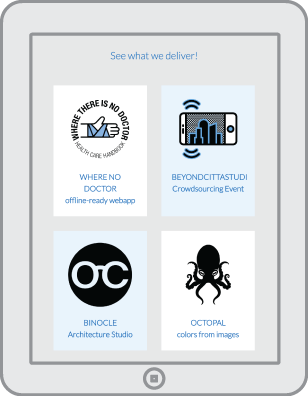 See what we deliver!
WHERE THERE IS NO DOCTOR
HEALTH CARE HANDBOOK
WHERE NO
DOCTOR
offline-ready webapp
BEYONDCITTASTUDI
Crowdsourcing Event
OC
BINOCLE
Architecture Studio
OCTOPAL
colors from images